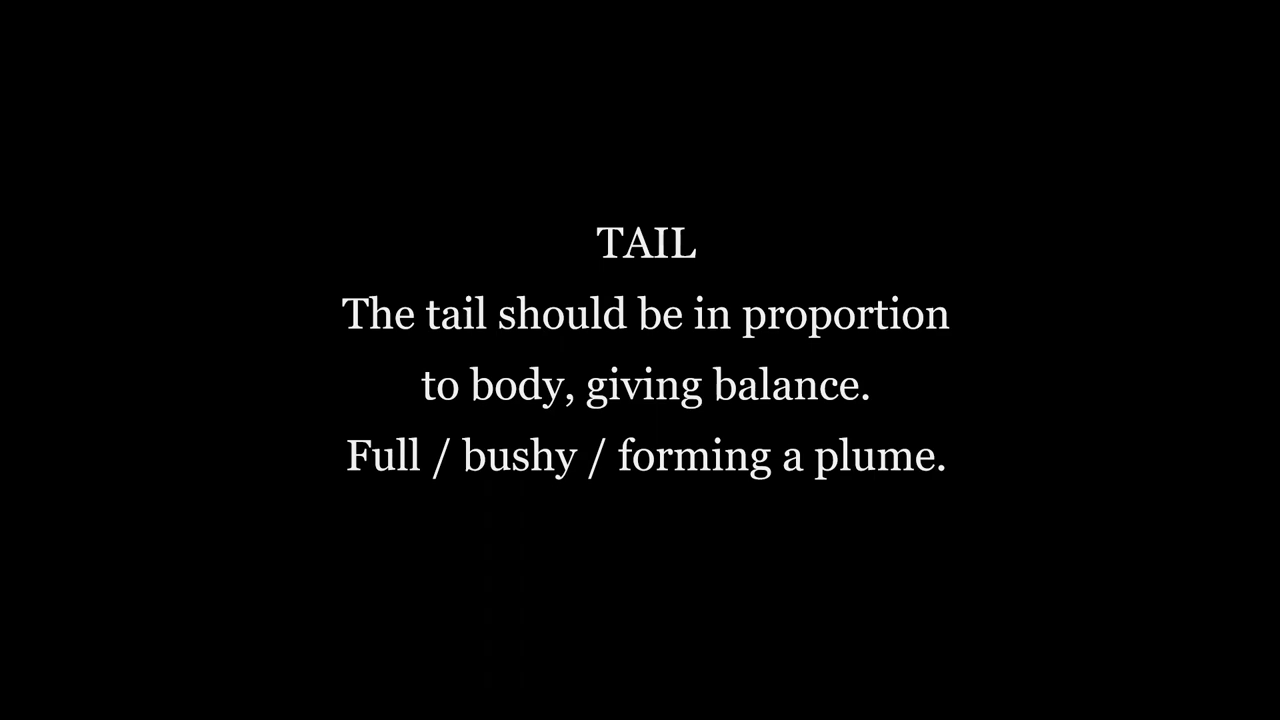 TAIL
The tail should be in proportion
to body, giving balance.
Full / bushy / forming a plume.